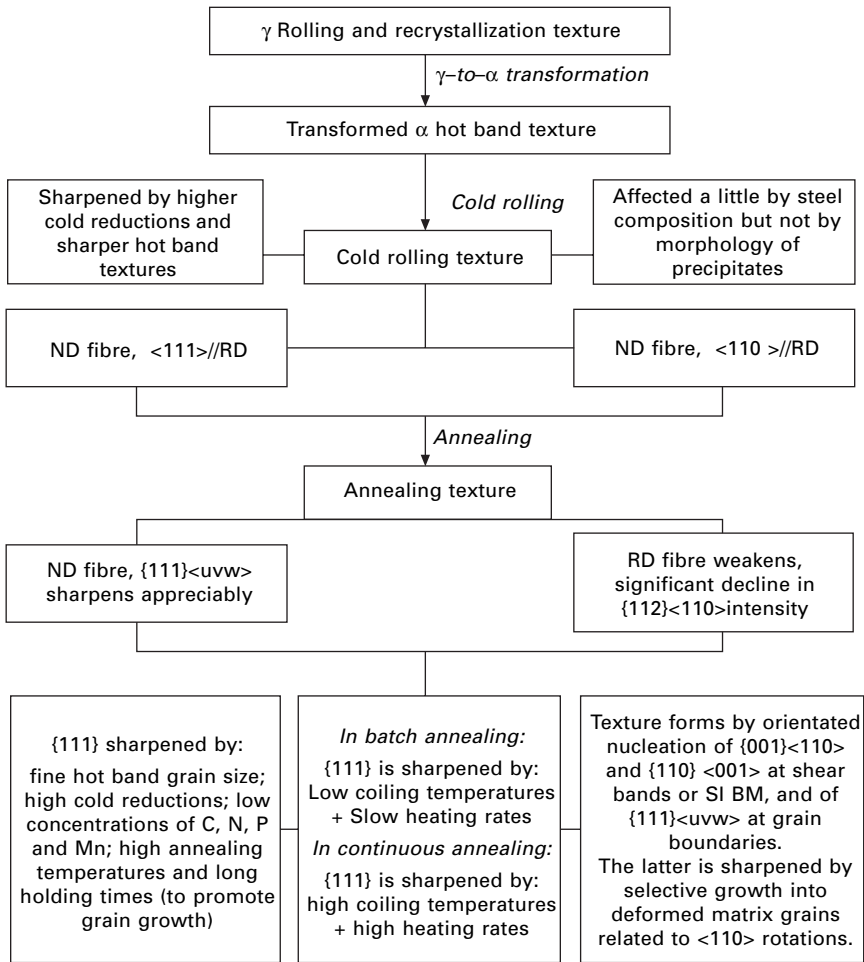 γ Rolling and recrystallization texture
γ–to–α transformation
Transformed α hot band texture
Cold rolling
Sharpened by higher
cold reductions and
sharper hot band
textures
Cold rolling texture
Affected a little by steel
composition but not by
morphology of
precipitates
ND fibre, <111>//RD
ND fibre, <110 >//RD
Annealing
Annealing texture
ND fibre, {111}<uvw>
sharpens appreciably
RD fibre weakens,
significant decline in
{112}<110>intensity
{111} sharpened by:
fine hot band grain size;
high cold reductions; low
concentrations of C, N, P
and Mn; high annealing
temperatures and long
holding times (to promote
grain growth)
In batch annealing:
{111} is sharpened by:
Low coiling temperatures
+ Slow heating rates
In continuous annealing:
{111} is sharpened by:
high coiling temperatures
+ high heating rates
Texture forms by orientated
nucleation of {001}<110>
and {110} <001> at shear
bands or SI BM, and of
{111}<uvw> at grain
boundaries.
The latter is sharpened by
selective growth into
deformed matrix grains
related to <110> rotations.